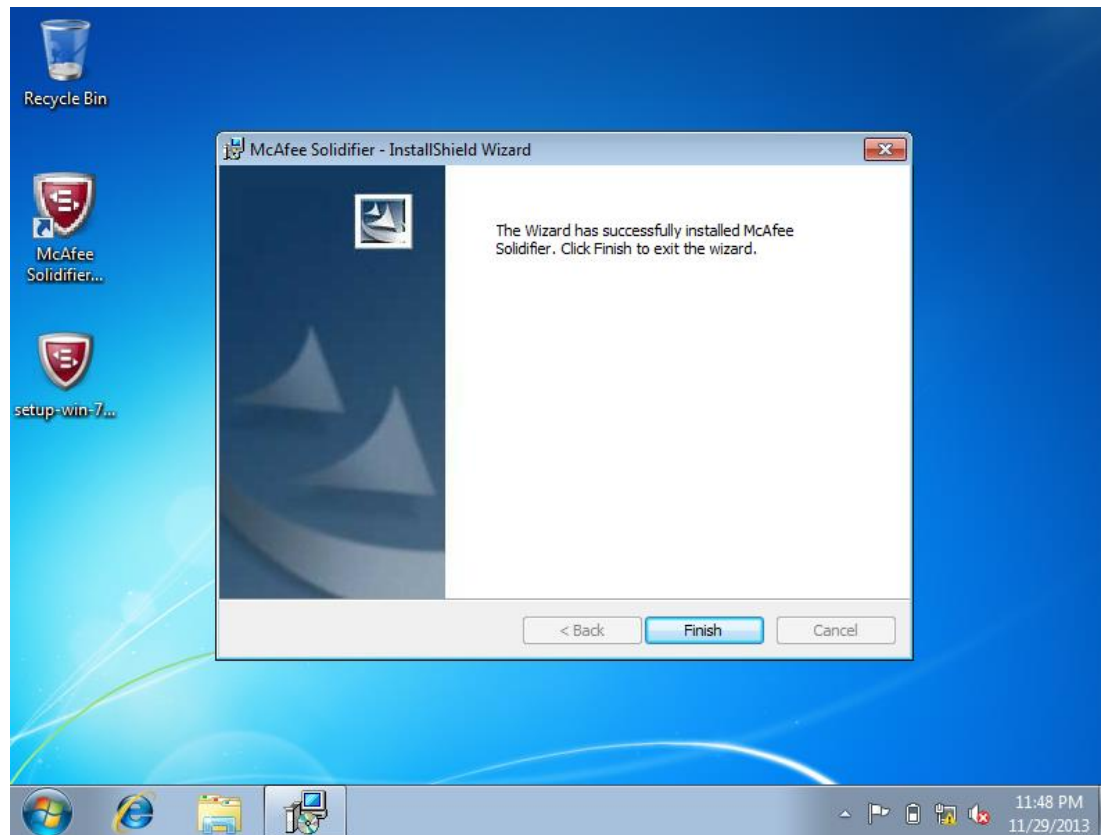 Recycle Bin
McAfee Solidifier - InstallShield Wizard
The Wizard has successfully installed McAfee
Solidifier. Click Finish to exit the wizard.
McAfee
Solidifier...
setup-win-7...
< Back
Finish
Cancel
11:48 PM
11/29/2013